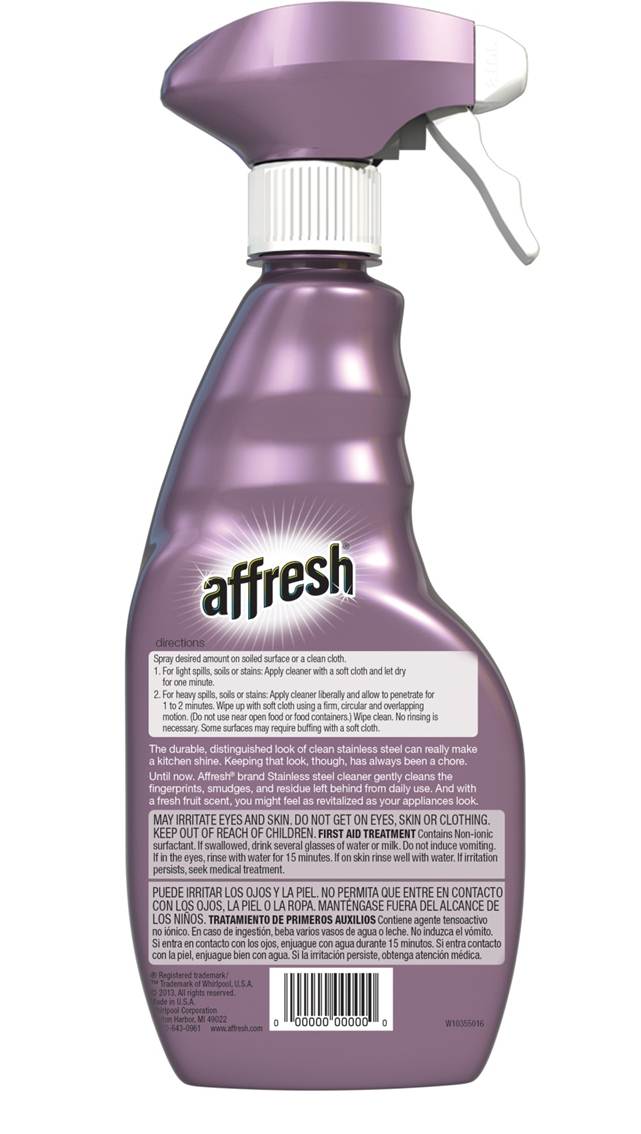 affresh®
directions
Spray desired amount on soiled surface or a clean cloth.
1. For light spills, soils or stains: Apply cleaner with a soft cloth and let dry
for one minute.
2. For heavy spills, soils or stains: Apply cleaner liberally and allow to penetrate for
1 to 2 minutes. Wipe up with soft cloth using a firm, circular and overlapping
motion. (Do not use near open food or food containers.) Wipe clean. No rinsing is
necessary. Some surfaces may require buffing with a soft cloth.
The durable, distinguished look of clean stainless steel can really make
a kitchen shine. Keeping that look, though, has always been a chore.
Until now. Affresh® brand Stainless steel cleaner gently cleans the
fingerprints, smudges, and residue left behind from daily use. And with
a fresh fruit scent, you might feel as revitalized as your appliances look.
MAY IRRITATE EYES AND SKIN. DO NOT GET ON EYES, SKIN OR CLOTHING.
KEEP OUT OF REACH OF CHILDREN. FIRST AID TREATMENT Contains Non-ionic
surfactant. If swallowed, drink several glasses of water or milk. Do not induce vomiting.
If in the eyes, rinse with water for 15 minutes. If on skin rinse well with water. If irritation
persists, seek medical treatment.
PUEDE IRRITAR LOS OJOS Y LA PIEL. NO PERMITA QUE ENTRE EN CONTACTO
CON LOS OJOS, LA PIEL O LA ROPA. MANTÉNGASE FUERA DEL ALCANCE DE
LOS NIÑOS. TRATAMIENTO DE PRIMEROS AUXILIOS Contiene agente tensoactivo
no iónico. En caso de ingestión, beba varios vasos de agua o leche. No induzca el vómito.
Si entra en contacto con los ojos, enjuague con agua durante 15 minutos. Si entra contacto
con la piel, enjuague bien con agua. Si la irritación persiste, obtenga atención médica.
® Registered trademark/
™ Trademark of Whirlpool, U.S.A.
© 2013. All rights reserved.
Made in U.S.A.
Whirlpool Corporation
ton Harbor, MI 49022
-643-0961 www.affresh.com
0 00000 00000 0
W10355016